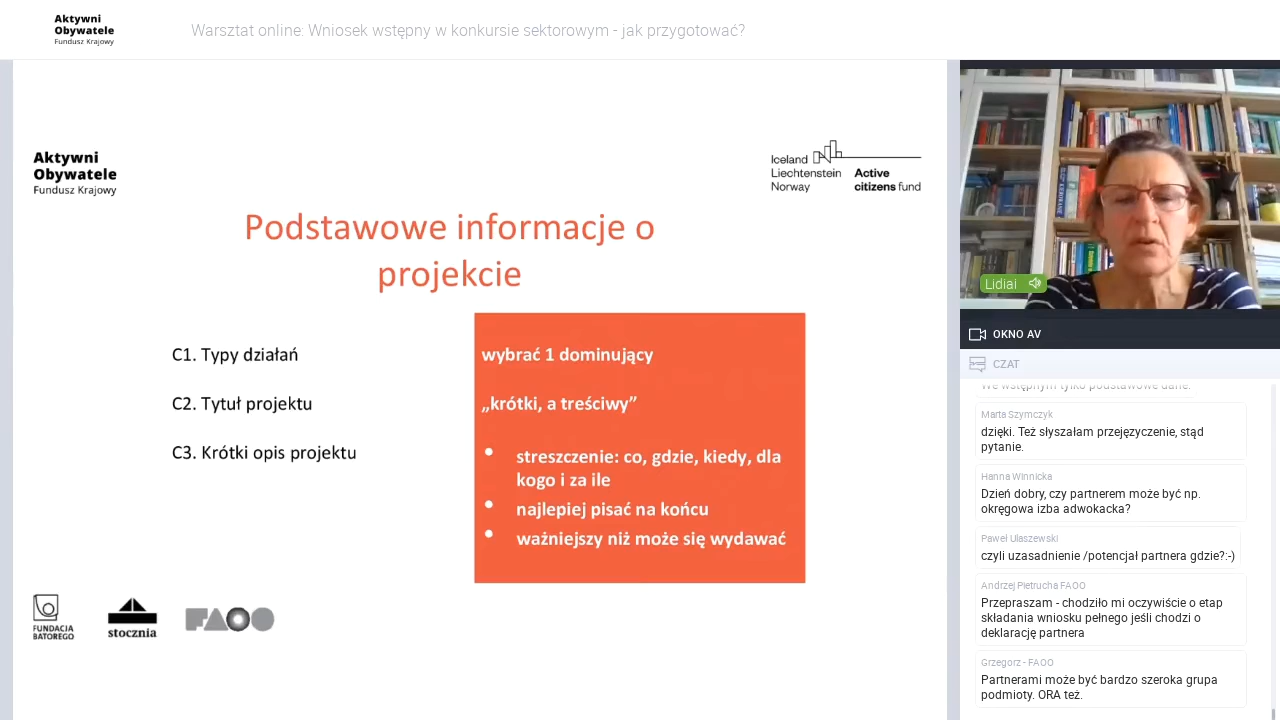 Aktywni
Obywatele
Fundusz Krajowy
Warsztat online: Wniosek wstępny w konkursie sektorowym - jak przygotować?
Aktywni
Obywatele
Fundusz Krajowy
Iceland
Liechtenstein
Norway
Active
citizens fund
Podstawowe informacje o
projekcie
C1. Typy działań
wybrać 1 dominujący
C2. Tytuł projektu
„krótki, a treściwy”
C3. Krótki opis projektu
• streszczenie: co, gdzie, kiedy, dla
kogo i za ile
• najlepiej pisać na końcu
• ważniejszy niż może się wydawać
FUNDACJA
BATOREGO
stocznia
FAOO
Lidiai
OKNO AV
CZAT
We wstępnym tylko podstawowe dane.
Marta Szymczyk
dzięki. Też słyszałam przejęzyczenie, stąd
pytanie.
Hanna Winnicka
Dzień dobry, czy partnerem może być np.
okręgowa izba adwokacka?
Paweł Ulaszewski
czyli uzasadnienie /potencjał partnera gdzie?:-)
Andrzej Pietrucha FAOO
Przepraszam - chodziło mi oczywiście o etap
składania wniosku pełnego jeśli chodzi o
deklarację partnera
Grzegorz - FAOO
Partnerami może być bardzo szeroka grupa
podmioty. ORA też.